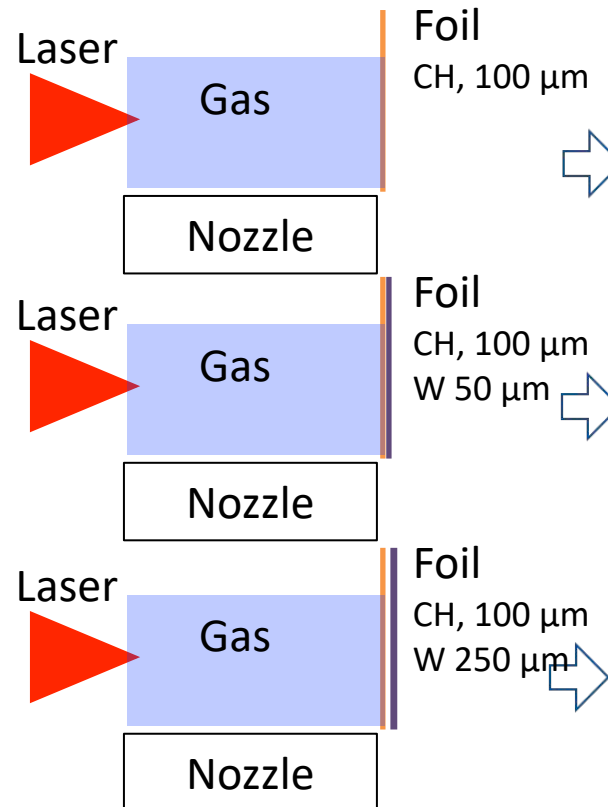 Foil
Laser
CH, 100 µm
Gas
Nozzle
Foil
Laser
CH, 100 µm
Gas
W 50 µm
Nozzle
Foil
Laser
CH, 100 µm
Gas
W 250 µm
Nozzle